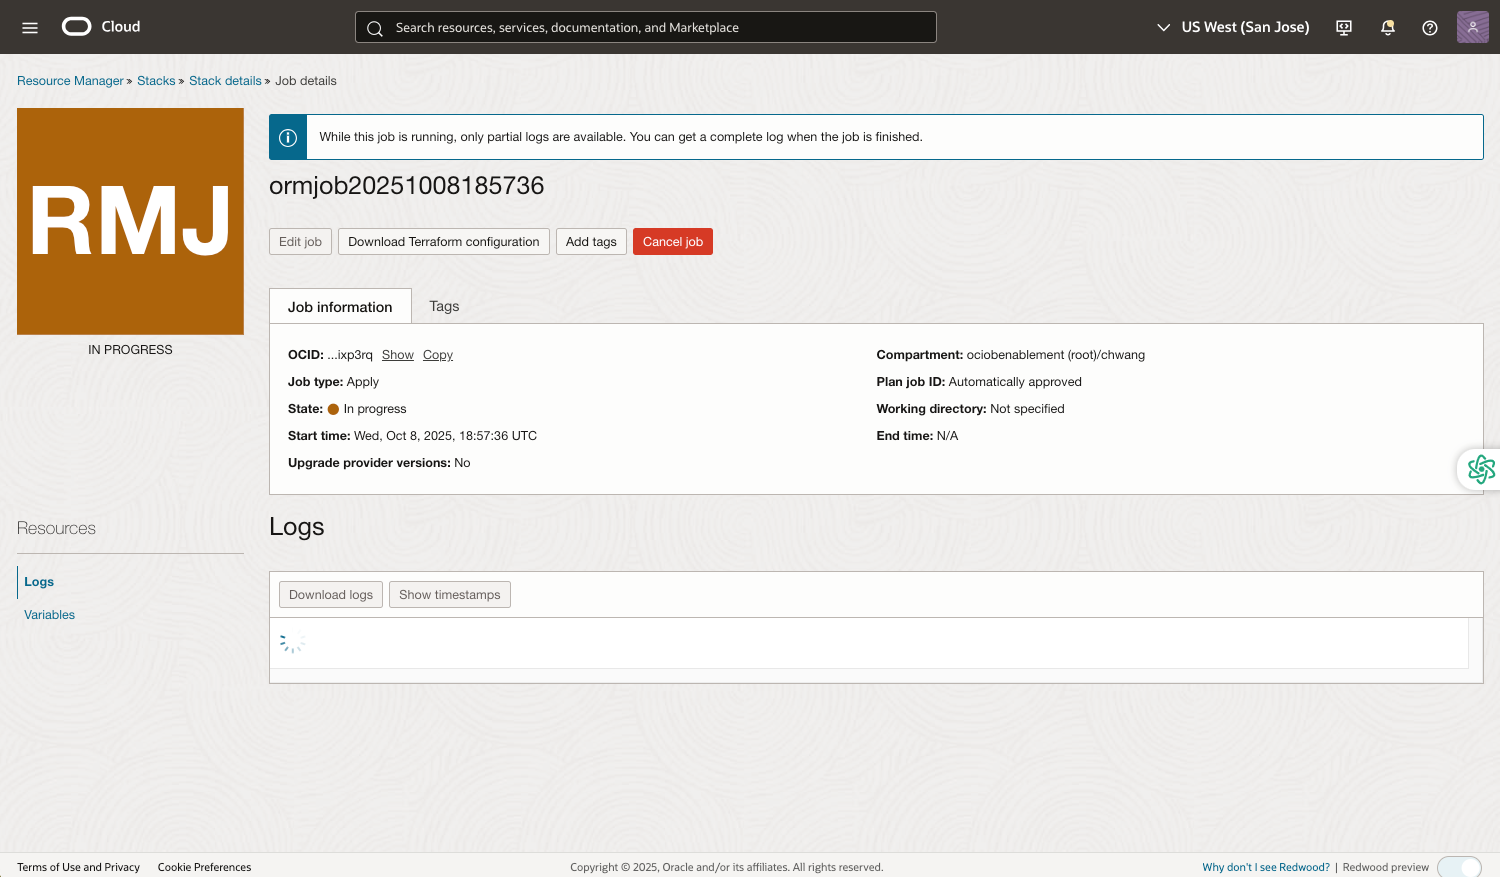 Cloud
Search resources, services, documentation, and Marketplace
US West (San Jose)
Resource Manager » Stacks » Stack details » Job details
RMJ
IN PROGRESS
While this job is running, only partial logs are available. You can get a complete log when the job is finished.
ormjob20251008185736
Edit job
Download Terraform configuration
Add tags
Cancel job
Job information
Tags
OCID: ...ixp3rq Show Copy
Job type: Apply
State: In progress
Start time: Wed, Oct 8, 2025, 18:57:36 UTC
Upgrade provider versions: No
Compartment: ociobenablement (root)/chwang
Plan job ID: Automatically approved
Working directory: Not specified
End time: N/A
Resources
Logs
Variables
Logs
Download logs
Show timestamps
Terms of Use and Privacy
Cookie Preferences
Copyright © 2025, Oracle and/or its affiliates. All rights reserved.
Why don't I see Redwood? | Redwood preview